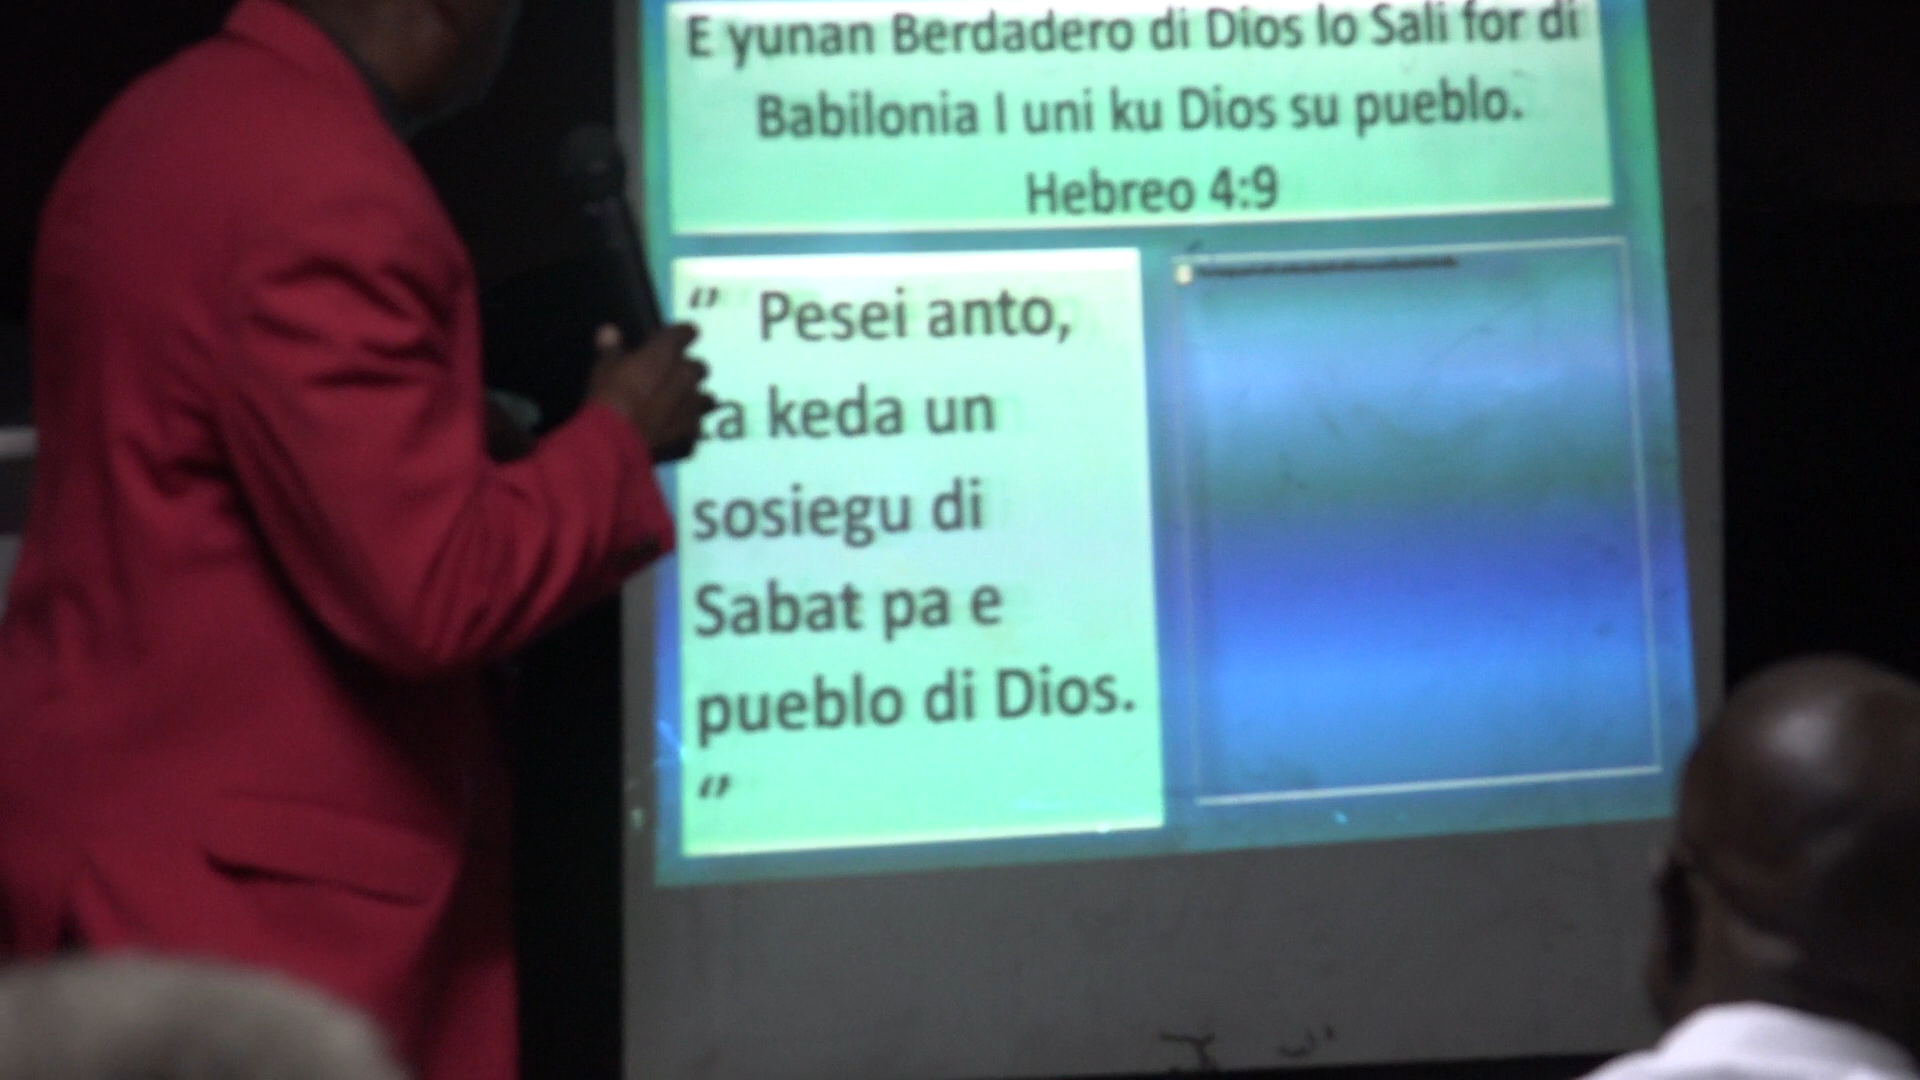 E yunan Berdadero di Dios lo Sali for di
Babilonia I uni ku Dios su pueblo.
Hebreo 4:9
“ Pesei anto,
ta keda un
sosiegu di
Sabat pa e
pueblo di Dios.
“